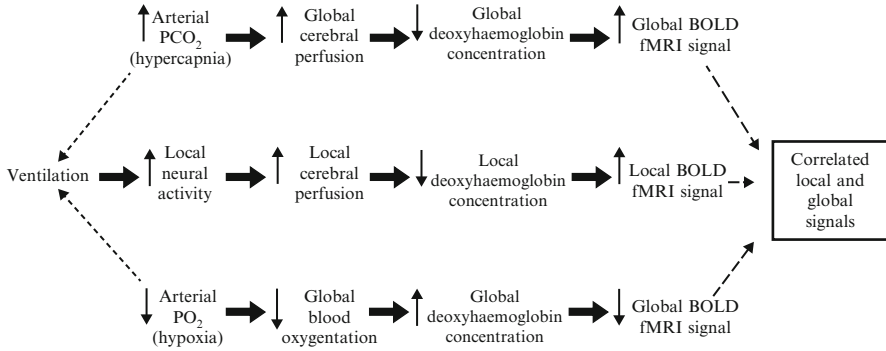 Arterial
PCO2
(hypercapnia)
Global
cerebral
perfusion
Global
deoxyhaemoglobin
concentration
Global BOLD
fMRI signal
Ventilation
Local
neural
activity
Local
cerebral
perfusion
Local
deoxyhaemoglobin
concentration
Local BOLD
fMRI signal
Correlated
local and
global
signals
Arterial
PO2
(hypoxia)
Global
blood
oxygentation
Global
deoxyhaemoglobin
concentration
Global BOLD
fMRI signal